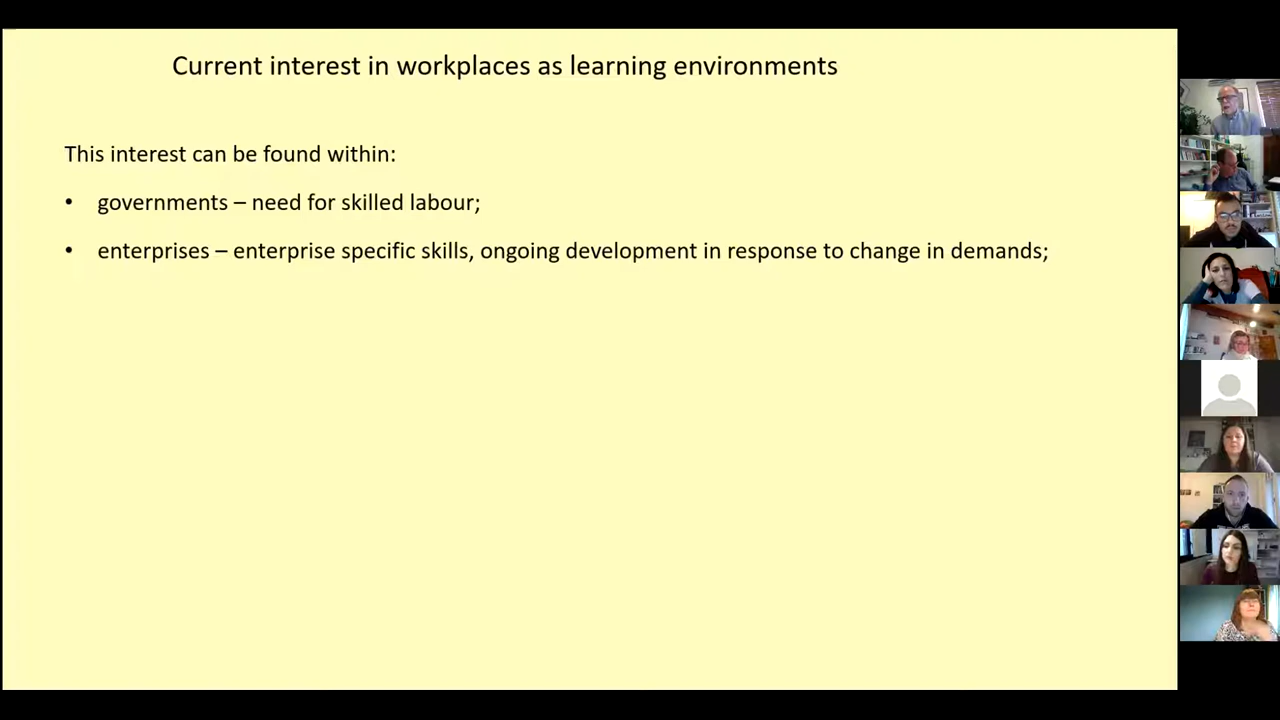 Current interest in workplaces as learning environments
This interest can be found within:
• governments – need for skilled labour;
• enterprises – enterprise specific skills, ongoing development in response to change in demands;